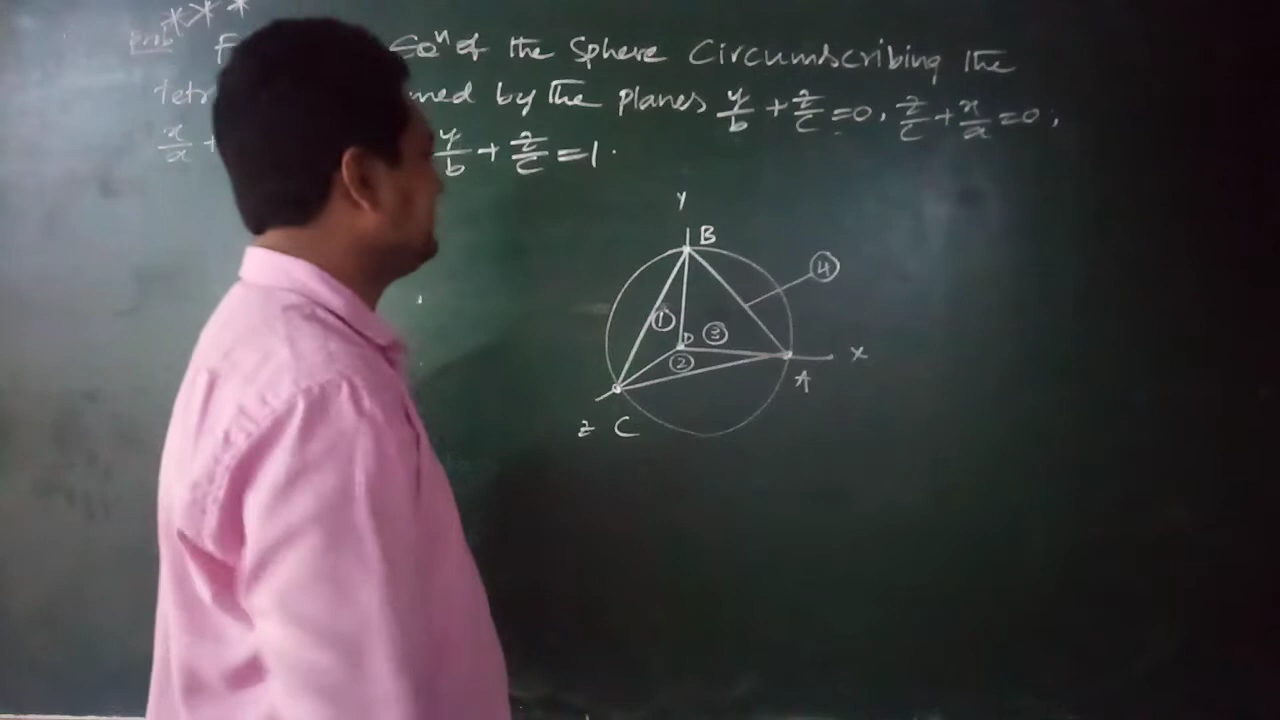 ***
Prob F Eqⁿ of the Sphere Circumscribing the
tetr med by the planes y/b + z/c = 0, z/c + x/a = 0,
x/a + y/b + z/c = 1.
Y
B
4
1
D
3
2
X
A
Z C